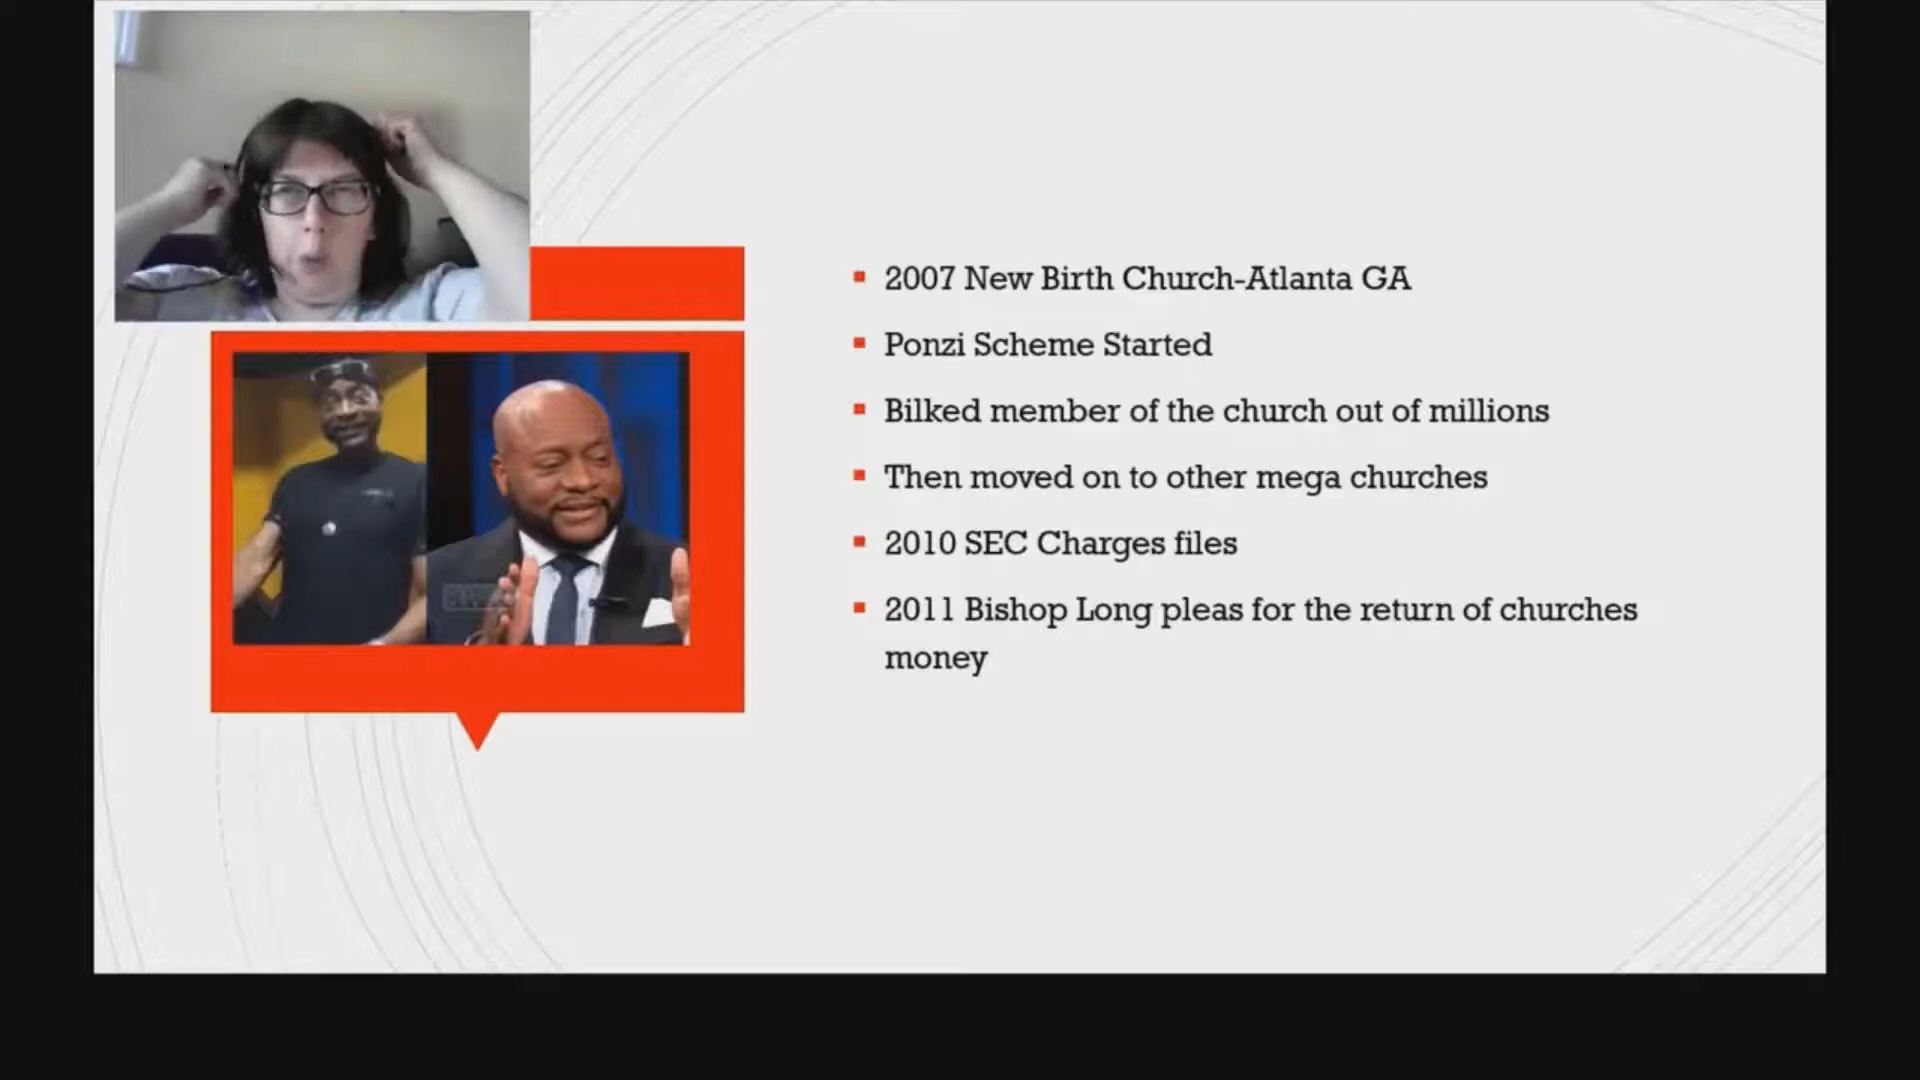 2007 New Birth Church-Atlanta GA
Ponzi Scheme Started
Bilked member of the church out of millions
Then moved on to other mega churches
2010 SEC Charges files
2011 Bishop Long pleas for the return of churches
money